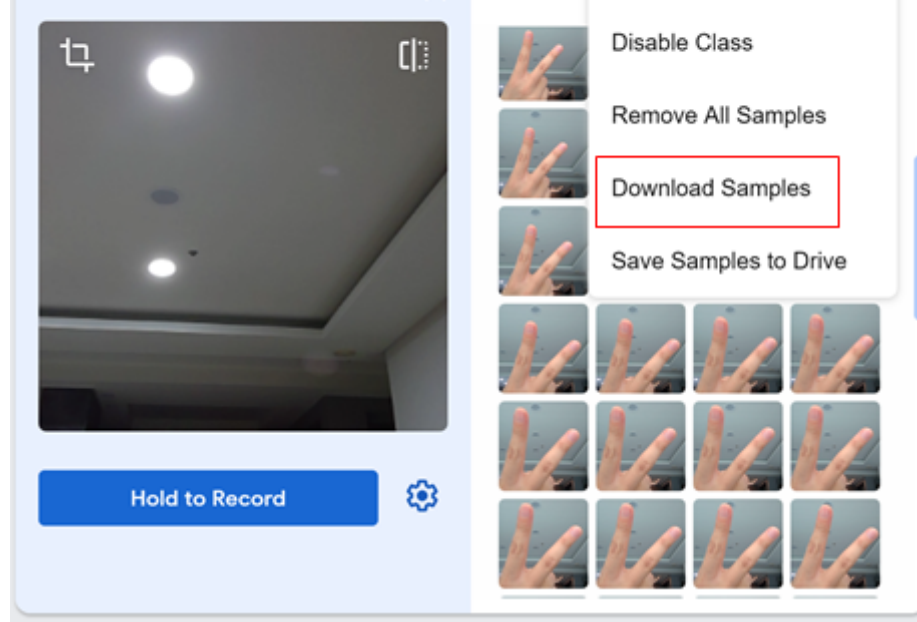 Disable Class
Remove All Samples
Download Samples
Save Samples to Drive
Hold to Record